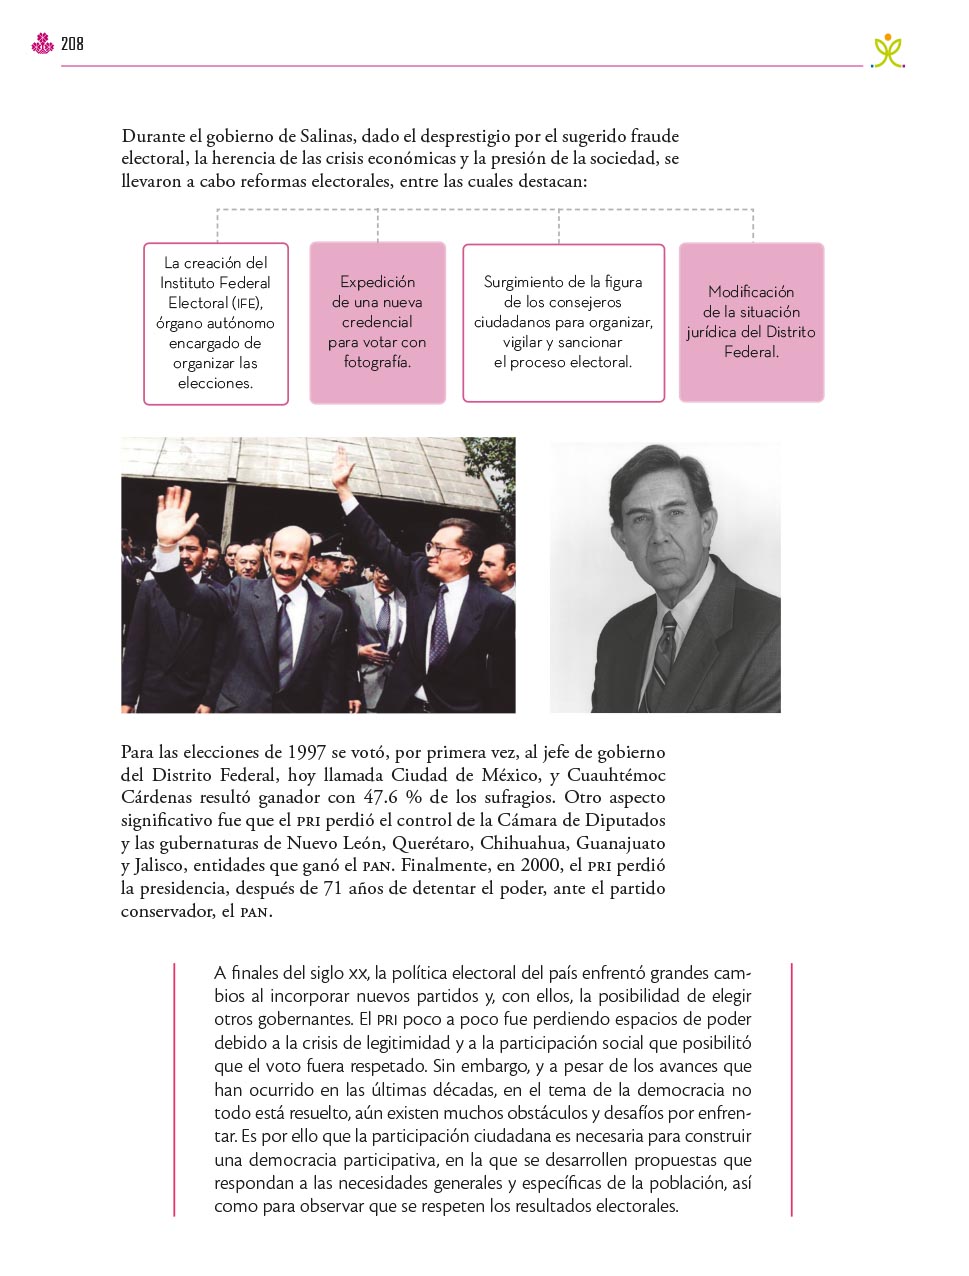 208
Durante el gobierno de Salinas, dado el desprestigio por el sugerido fraude
electoral, la herencia de las crisis económicas y la presión de la sociedad, se
llevaron a cabo reformas electorales, entre las cuales destacan:
La creación del
Instituto Federal
Electoral (IFE),
órgano autónomo
encargado de
organizar las
elecciones.
Expedición
de una nueva
credencial
para votar con
fotografía.
Surgimiento de la figura
de los consejeros
ciudadanos para organizar,
vigilar y sancionar
el proceso electoral.
Modificación
de la situación
jurídica del Distrito
Federal.
Para las elecciones de 1997 se votó, por primera vez, al jefe de gobierno
del Distrito Federal, hoy llamada Ciudad de México, y Cuauhtémoc
Cárdenas resultó ganador con 47.6 % de los sufragios. Otro aspecto
significativo fue que el PRI perdió el control de la Cámara de Diputados
y las gubernaturas de Nuevo León, Querétaro, Chihuahua, Guanajuato
y Jalisco, entidades que ganó el PAN. Finalmente, en 2000, el PRI perdió
la presidencia, después de 71 años de detentar el poder, ante el partido
conservador, el PAN.
A finales del siglo XX, la política electoral del país enfrentó grandes cam-
bios al incorporar nuevos partidos y, con ellos, la posibilidad de elegir
otros gobernantes. El PRI poco a poco fue perdiendo espacios de poder
debido a la crisis de legitimidad y a la participación social que posibilitó
que el voto fuera respetado. Sin embargo, y a pesar de los avances que
han ocurrido en las últimas décadas, en el tema de la democracia no
todo está resuelto, aún existen muchos obstáculos y desafíos por enfren-
tar. Es por ello que la participación ciudadana es necesaria para construir
una democracia participativa, en la que se desarrollen propuestas que
respondan a las necesidades generales y específicas de la población, así
como para observar que se respeten los resultados electorales.